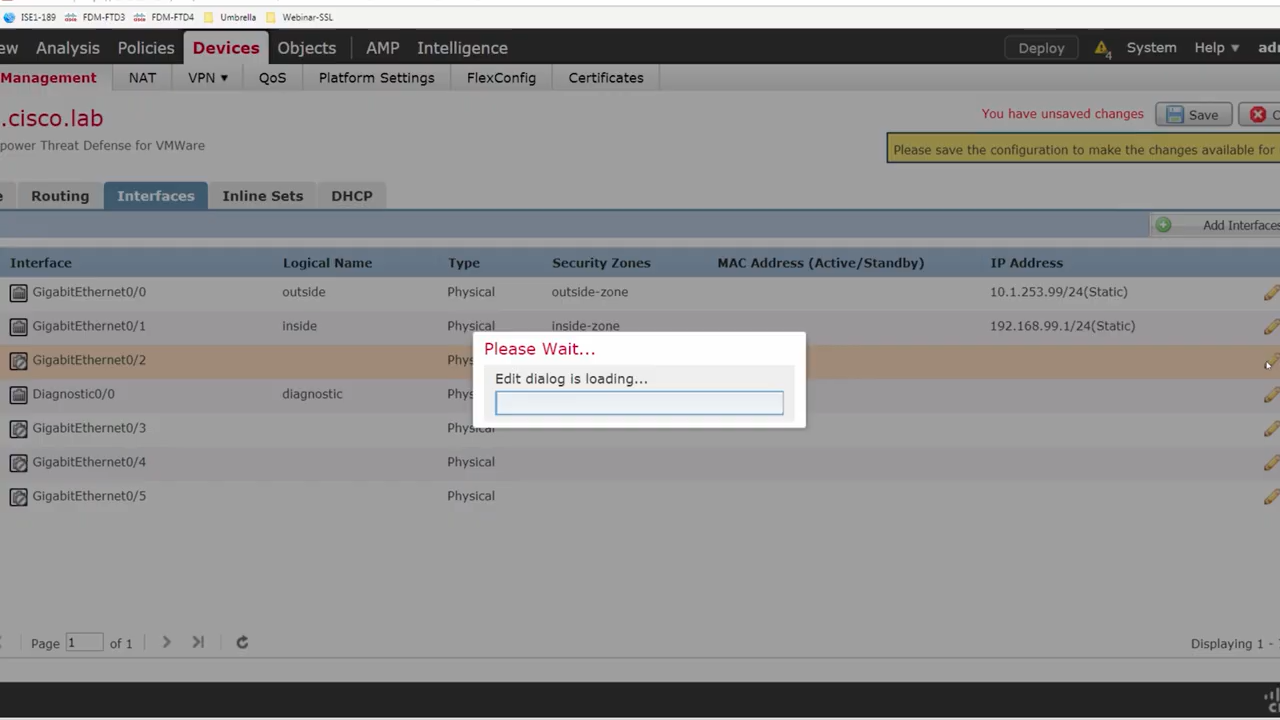 ISE1-189 FDM-FTD3 FDM-FTD4 Umbrella Webinar-SSL
ew Analysis Policies Devices Objects AMP Intelligence Deploy 4 System Help ▼ adm
Management NAT VPN ▼ QoS Platform Settings FlexConfig Certificates
.cisco.lab
You have unsaved changes Save C
power Threat Defense for VMWare
Please save the configuration to make the changes available for
e Routing Interfaces Inline Sets DHCP
Add Interfaces
Interface Logical Name Type Security Zones MAC Address (Active/Standby) IP Address
GigabitEthernet0/0 outside Physical outside-zone 10.1.253.99/24(Static)
GigabitEthernet0/1 inside Physical inside-zone 192.168.99.1/24(Static)
GigabitEthernet0/2 Phy
Diagnostic0/0 diagnostic Phy
GigabitEthernet0/3 Physical
GigabitEthernet0/4 Physical
GigabitEthernet0/5 Physical
Please Wait...
Edit dialog is loading...
Page 1 of 1 Displaying 1 -